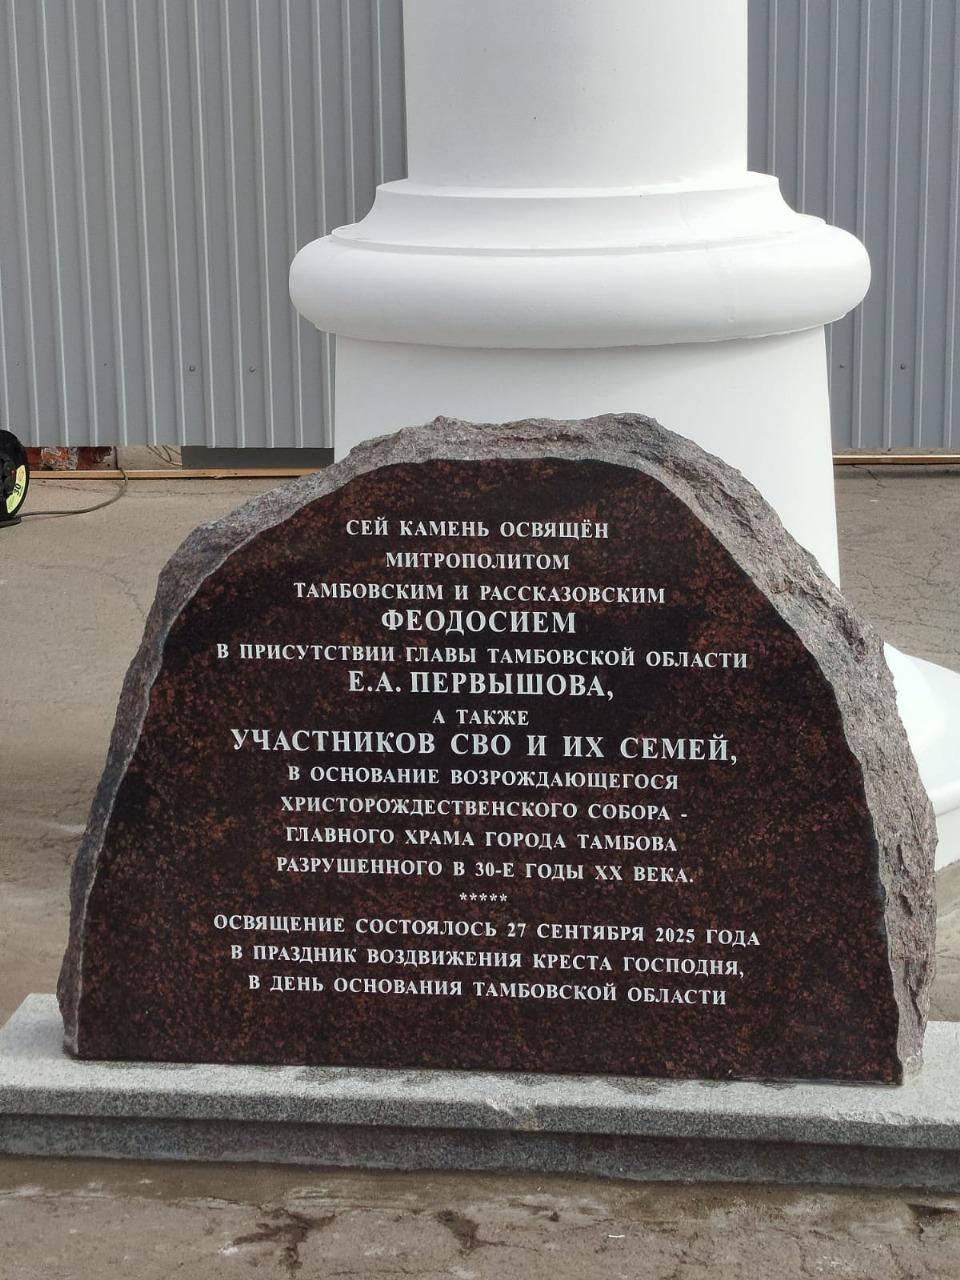 СЕЙ КАМЕНЬ ОСВЯЩЁН
МИТРОПОЛИТОМ
ТАМБОВСКИМ И РАССКАЗОВСКИМ
ФЕОДОСИЕМ
В ПРИСУТСТВИИ ГЛАВЫ ТАМБОВСКОЙ ОБЛАСТИ
Е.А. ПЕРВЫШОВА,
А ТАКЖЕ
УЧАСТНИКОВ СВО И ИХ СЕМЕЙ,
В ОСНОВАНИЕ ВОЗРОЖДАЮЩЕГОСЯ
ХРИСТОРОЖДЕСТВЕНСКОГО СОБОРА -
ГЛАВНОГО ХРАМА ГОРОДА ТАМБОВА
РАЗРУШЕННОГО В 30-Е ГОДЫ XX ВЕКА.
*****
ОСВЯЩЕНИЕ СОСТОЯЛОСЬ 27 СЕНТЯБРЯ 2025 ГОДА
В ПРАЗДНИК ВОЗДВИЖЕНИЯ КРЕСТА ГОСПОДНЯ,
В ДЕНЬ ОСНОВАНИЯ ТАМБОВСКОЙ ОБЛАСТИ